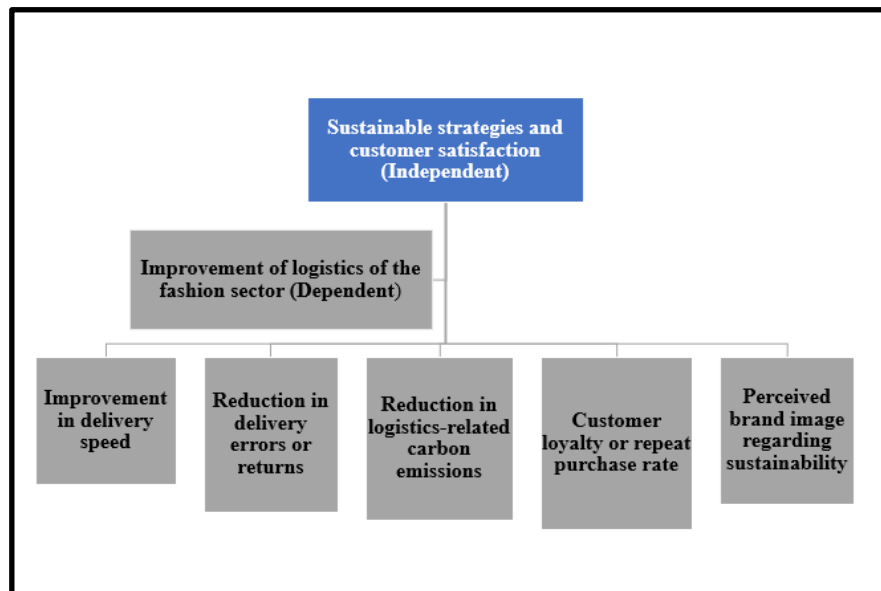 Sustainable strategies and
customer satisfaction
(Independent)
Improvement of logistics of the
fashion sector (Dependent)
Improvement
in delivery
speed
Reduction in
delivery
errors or
returns
Reduction in
logistics-related
carbon
emissions
Customer
loyalty or repeat
purchase rate
Perceived
brand image
regarding
sustainability